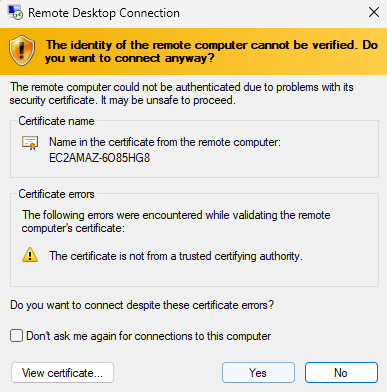 Remote Desktop Connection
The identity of the remote computer cannot be verified. Do
you want to connect anyway?
The remote computer could not be authenticated due to problems with its
security certificate. It may be unsafe to proceed.
Certificate name
Name in the certificate from the remote computer:
EC2AMAZ-6O85HG8
Certificate errors
The following errors were encountered while validating the remote
computer's certificate:
The certificate is not from a trusted certifying authority.
Do you want to connect despite these certificate errors?
Don't ask me again for connections to this computer
View certificate...
Yes
No